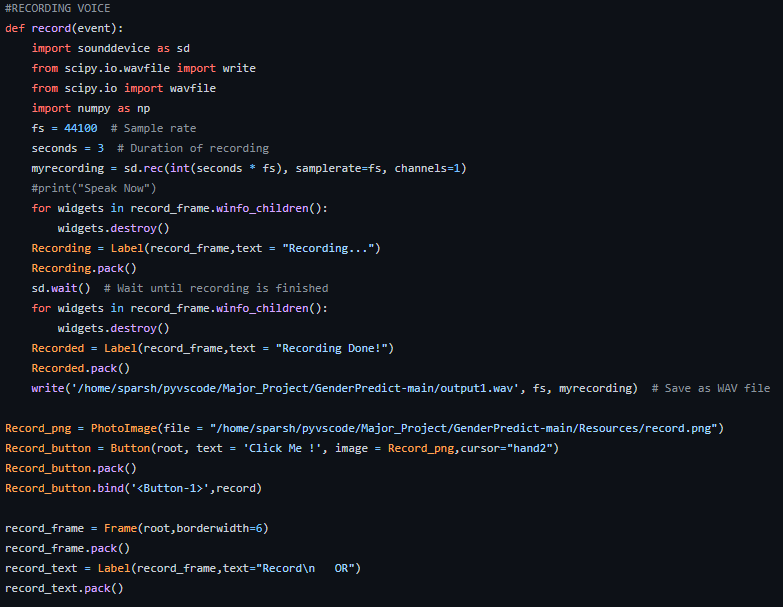 #RECORDING VOICE
def record(event):
    import sounddevice as sd
    from scipy.io.wavfile import write
    from scipy.io import wavfile
    import numpy as np
    fs = 44100  # Sample rate
    seconds = 3  # Duration of recording
    myrecording = sd.rec(int(seconds * fs), samplerate=fs, channels=1)
    #print("Speak Now")
    for widgets in record_frame.winfo_children():
        widgets.destroy()
    Recording = Label(record_frame,text = "Recording...")
    Recording.pack()
    sd.wait()  # Wait until recording is finished
    for widgets in record_frame.winfo_children():
        widgets.destroy()
    Recorded = Label(record_frame,text = "Recording Done!")
    Recorded.pack()
    write('/home/sparsh/pyvscode/Major_Project/GenderPredict-main/output1.wav', fs, myrecording)  # Save as WAV file

Record_png = PhotoImage(file = "/home/sparsh/pyvscode/Major_Project/GenderPredict-main/Resources/record.png")
Record_button = Button(root, text = 'Click Me !', image = Record_png,cursor="hand2")
Record_button.pack()
Record_button.bind('<Button-1>',record)

record_frame = Frame(root,borderwidth=6)
record_frame.pack()
record_text = Label(record_frame,text="Record\n   OR")
record_text.pack()